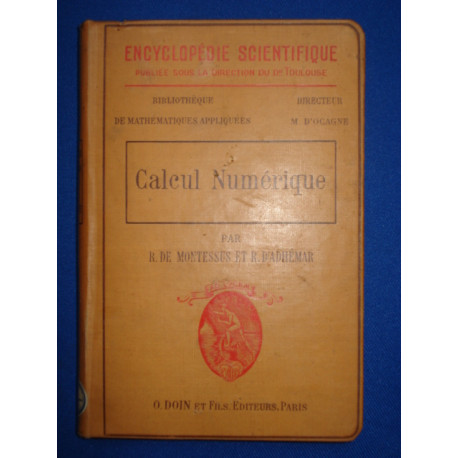 ENCYCLOPÉDIE SCIENTIFIQUE
PUBLIÉE SOUS LA DIRECTION DU DR TOULOUSE
BIBLIOTHÈQUE DIRECTEUR
DE MATHÉMATIQUES APPLIQUÉES M. D'OCAGNE
Calcul Numérique
PAR
R. DE MONTESSUS ET R. D'ADHÉMAR
O. DOIN ET FILS, ÉDITEURS, PARIS